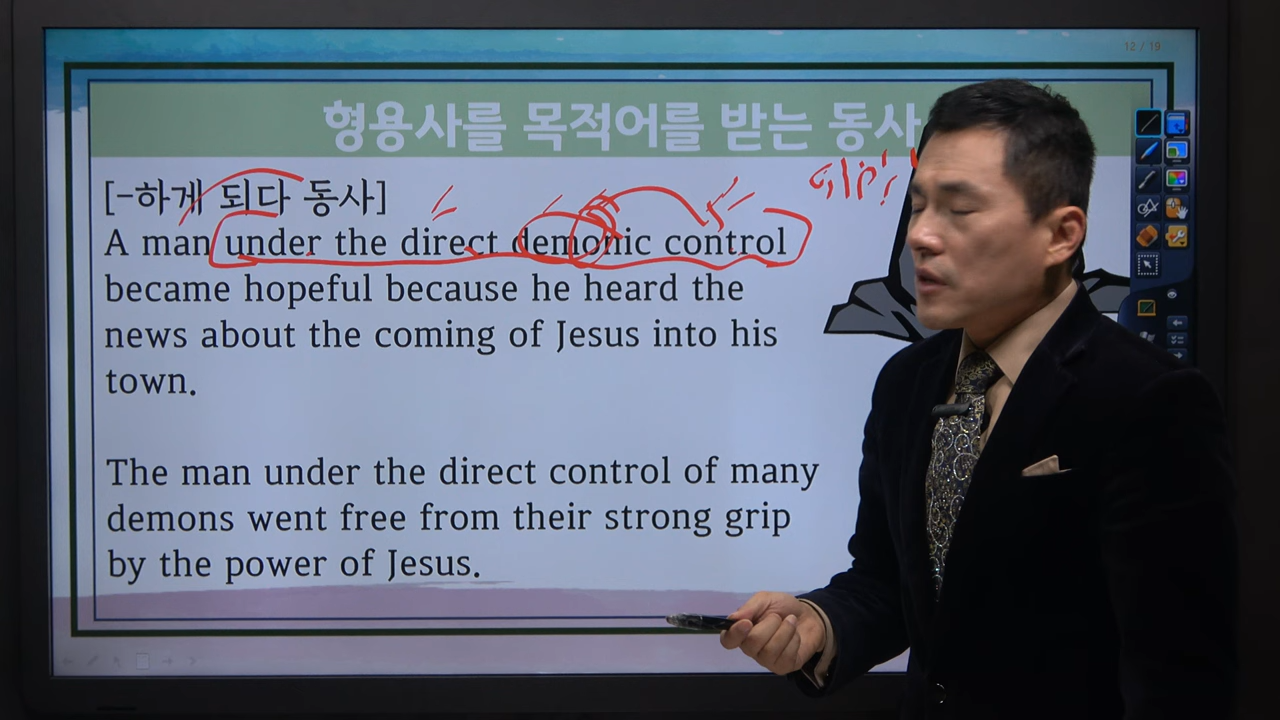 12 / 19
형용사를 목적어를 받는 동사
[-하게 되다 동사]
A man under the direct demonic control
became hopeful because he heard the
news about the coming of Jesus into his
town.
The man under the direct control of many
demons went free from their strong grip
by the power of Jesus.